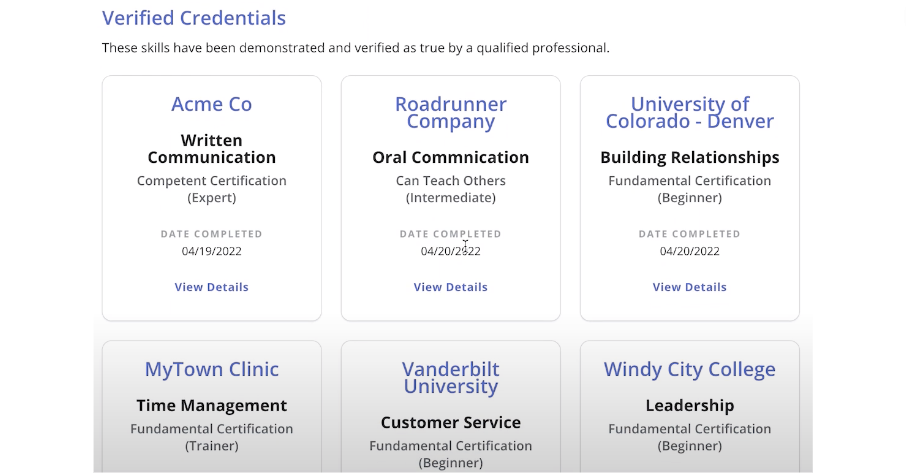 Verified Credentials
These skills have been demonstrated and verified as true by a qualified professional.
Acme Co
Written
Communication
Competent Certification
(Expert)
DATE COMPLETED
04/19/2022
View Details
Roadrunner
Company
Oral Commnication
Can Teach Others
(Intermediate)
DATE COMPLETED
04/20/2022
View Details
University of
Colorado - Denver
Building Relationships
Fundamental Certification
(Beginner)
DATE COMPLETED
04/20/2022
View Details
MyTown Clinic
Time Management
Fundamental Certification
(Trainer)
Vanderbilt
University
Customer Service
Fundamental Certification
(Beginner)
Windy City College
Leadership
Fundamental Certification
(Beginner)